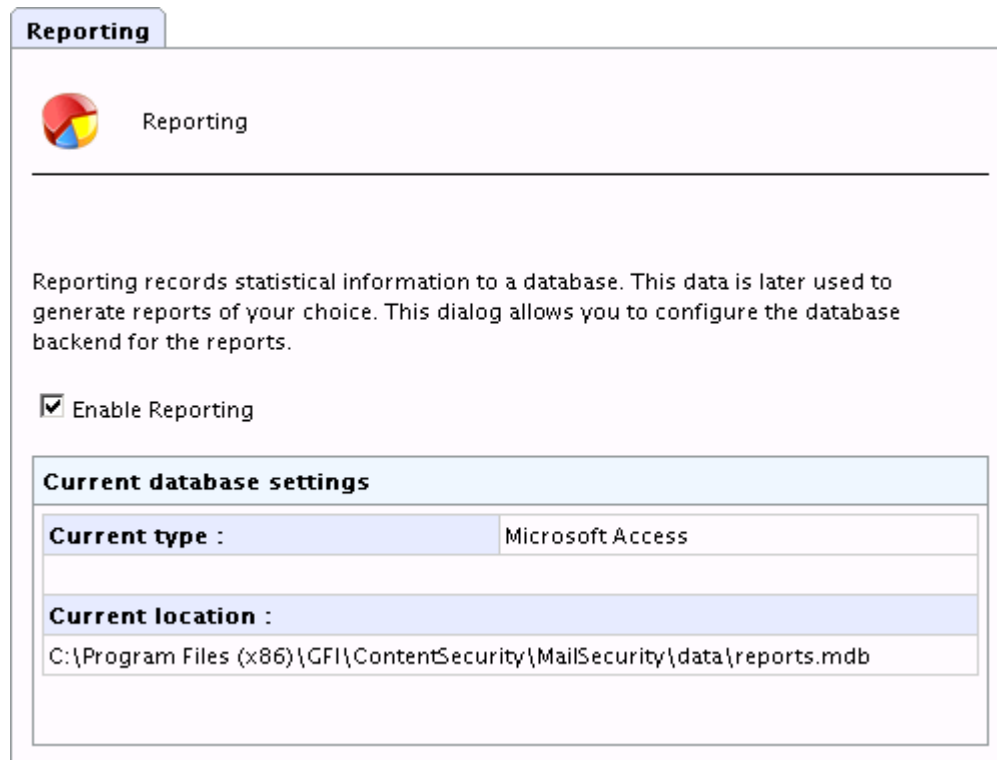 Reporting
Reporting
Reporting records statistical information to a database. This data is later used to
generate reports of your choice. This dialog allows you to configure the database
backend for the reports.
Enable Reporting
Current database settings
Current type :
Microsoft Access
Current location :
C:\Program Files (x86)\GFI\ContentSecurity\MailSecurity\data\reports.mdb